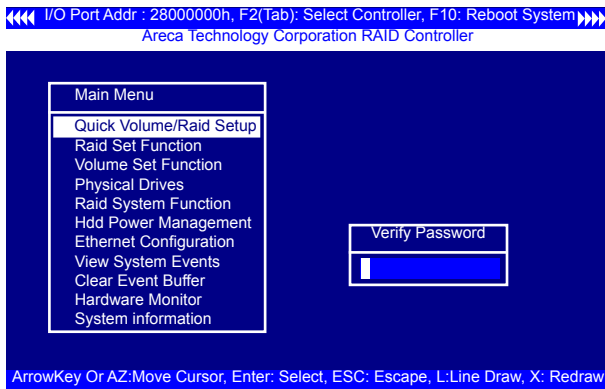 I/O Port Addr : 28000000h, F2(Tab): Select Controller, F10: Reboot System
Areca Technology Corporation RAID Controller
Main Menu
Quick Volume/Raid Setup
Raid Set Function
Volume Set Function
Physical Drives
Raid System Function
Hdd Power Management
Ethernet Configuration
View System Events
Clear Event Buffer
Hardware Monitor
System information
Verify Password
ArrowKey Or AZ:Move Cursor, Enter: Select, ESC: Escape, L:Line Draw, X: Redraw